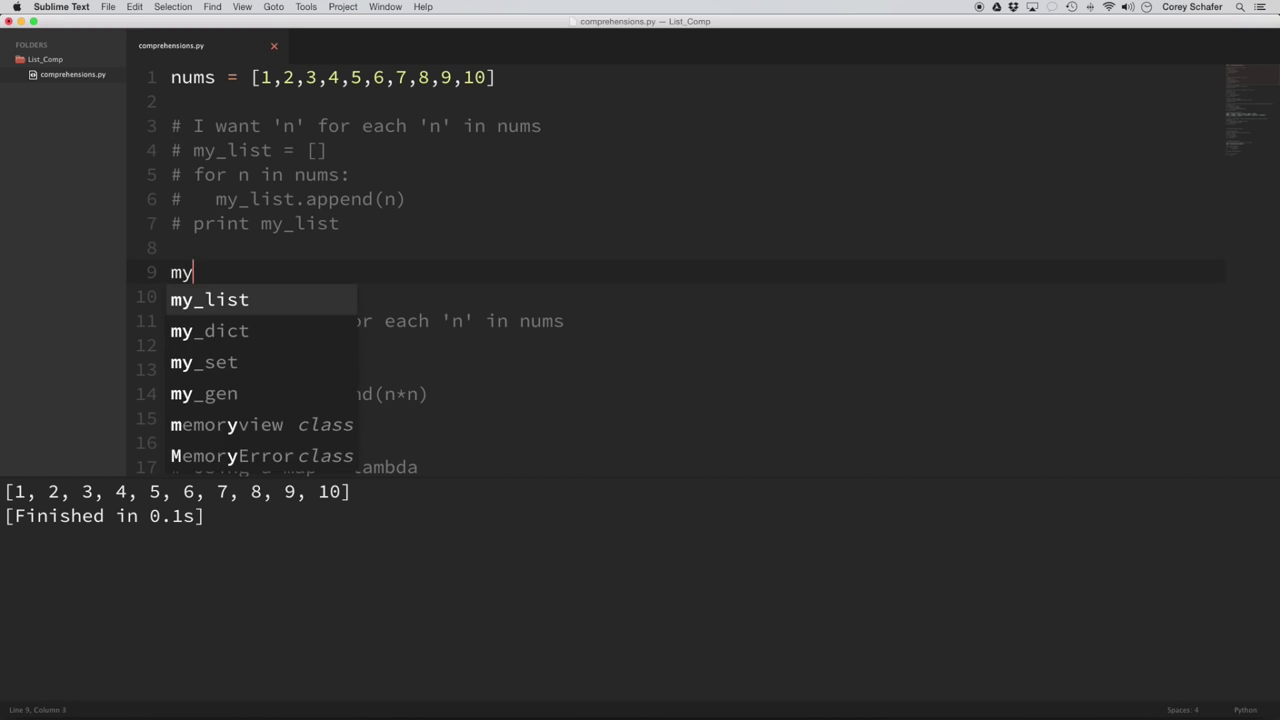 Sublime Text File Edit Selection Find View Goto Tools Project Window Help Corey Schafer
comprehensions.py — List_Comp
FOLDERS
List_Comp
comprehensions.py
comprehensions.py
1 nums = [1,2,3,4,5,6,7,8,9,10]
2
3 # I want 'n' for each 'n' in nums
4 # my_list = []
5 # for n in nums:
6 #   my_list.append(n)
7 # print my_list
8
9 my
10 my_list
11 or each 'n' in nums
my_dict
12
my_set
13
14 my_gen nd(n*n)
15 memoryview class
16
MemoryError class
17 ambda
[1, 2, 3, 4, 5, 6, 7, 8, 9, 10]
[Finished in 0.1s]
Line 9, Column 3 Spaces: 4 Python